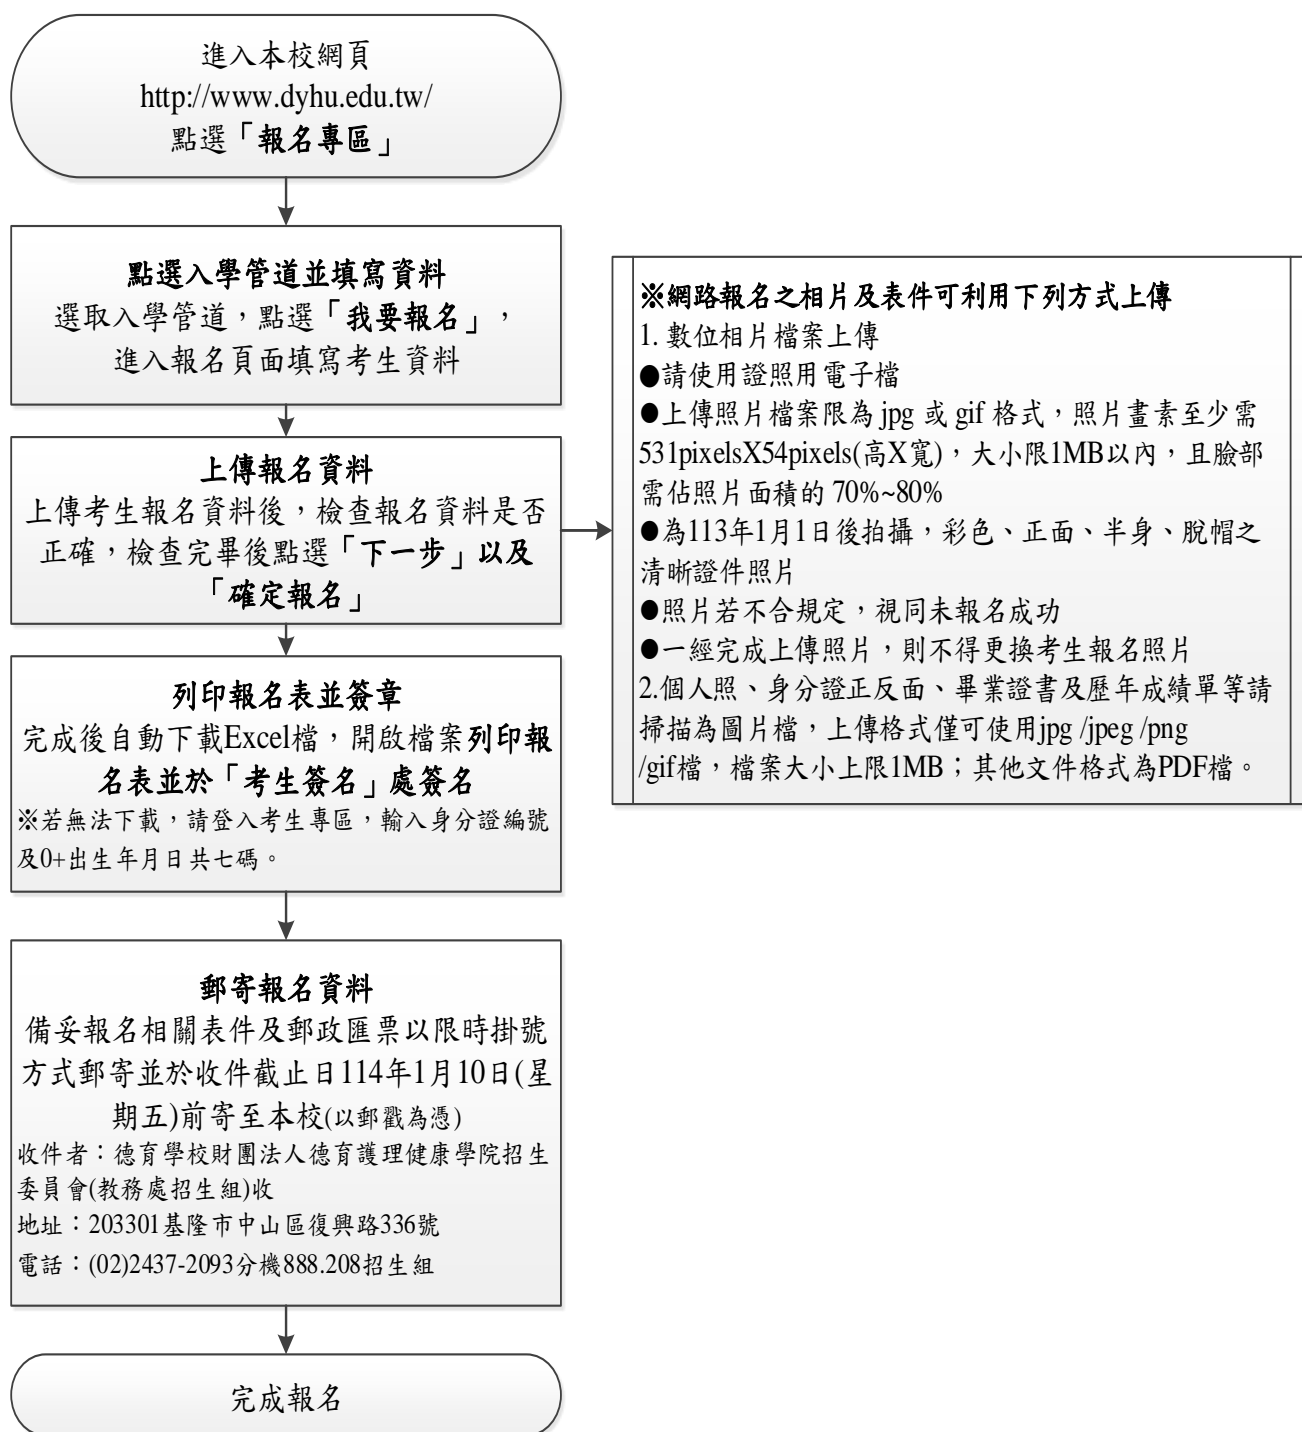 進入本校網頁
http://www.dyhu.edu.tw/
點選「報名專區」
點選入學管道並填寫資料
選取入學管道，點選「我要報名」，
進入報名頁面填寫考生資料
上傳報名資料
上傳考生報名資料後，檢查報名資料是否
正確，檢查完畢後點選「下一步」以及
「確定報名」
※網路報名之相片及表件可利用下列方式上傳
1. 數位相片檔案上傳
●請使用證照用電子檔
●上傳照片檔案限為 jpg 或 gif 格式，照片畫素至少需
531pixelsX54pixels(高X寬)，大小限1MB以內，且臉部
需佔照片面積的 70%~80%
●為113年1月1日後拍攝，彩色、正面、半身、脫帽之
清晰證件照片
●照片若不合規定，視同未報名成功
●一經完成上傳照片，則不得更換考生報名照片
2.個人照、身分證正反面、畢業證書及歷年成績單等請
掃描為圖片檔，上傳格式僅可使用jpg /jpeg /png
/gif檔，檔案大小上限1MB；其他文件格式為PDF檔。
列印報名表並簽章
完成後自動下載Excel檔，開啟檔案列印報
名表並於「考生簽名」處簽名
※若無法下載，請登入考生專區，輸入身分證編號
及0+出生年月日共七碼。
郵寄報名資料
備妥報名相關表件及郵政匯票以限時掛號
方式郵寄並於收件截止日114年1月10日(星
期五)前寄至本校(以郵戳為憑)
收件者：德育學校財團法人德育護理健康學院招生
委員會(教務處招生組)收
地址：203301基隆市中山區復興路336號
電話：(02)2437-2093分機888.208招生組
完成報名